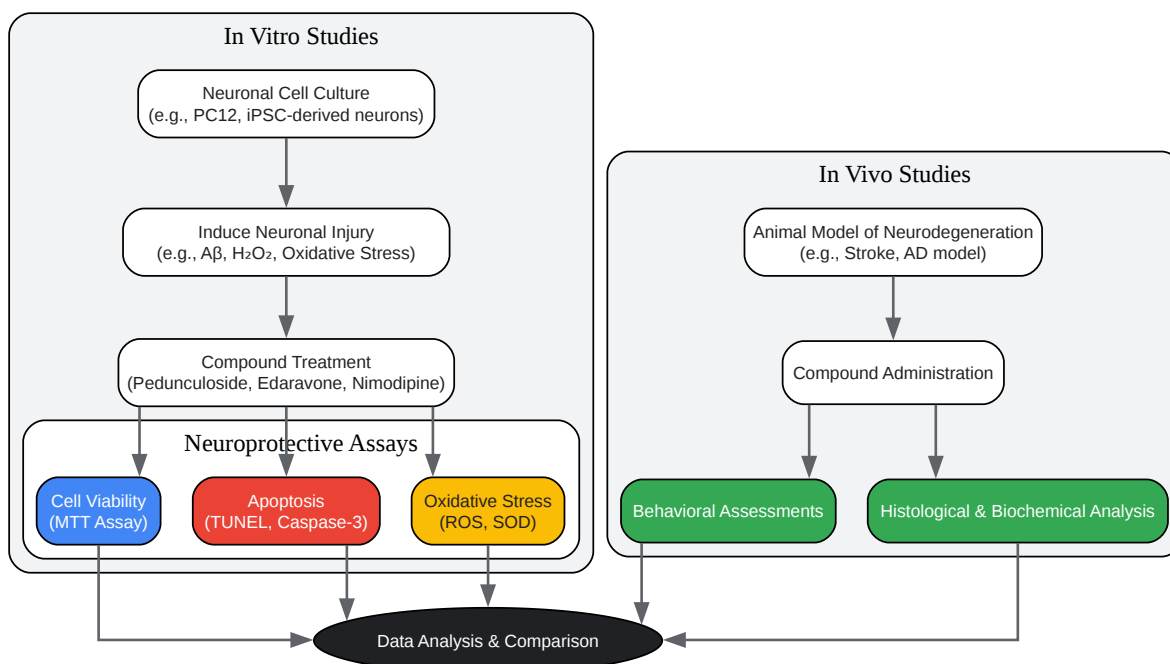 In Vitro Studies
Neuronal Cell Culture
(e.g., PC12, iPSC-derived neurons)
Induce Neuronal Injury
(e.g., Aβ, H₂O₂, Oxidative Stress)
Compound Treatment
(Pedunculoside, Edaravone, Nimodipine)
Neuroprotective Assays
Cell Viability
(MTT Assay)
Apoptosis
(TUNEL, Caspase-3)
Oxidative Stress
(ROS, SOD)
In Vivo Studies
Animal Model of Neurodegeneration
(e.g., Stroke, AD model)
Compound Administration
Behavioral Assessments
Histological & Biochemical Analysis
Data Analysis & Comparison